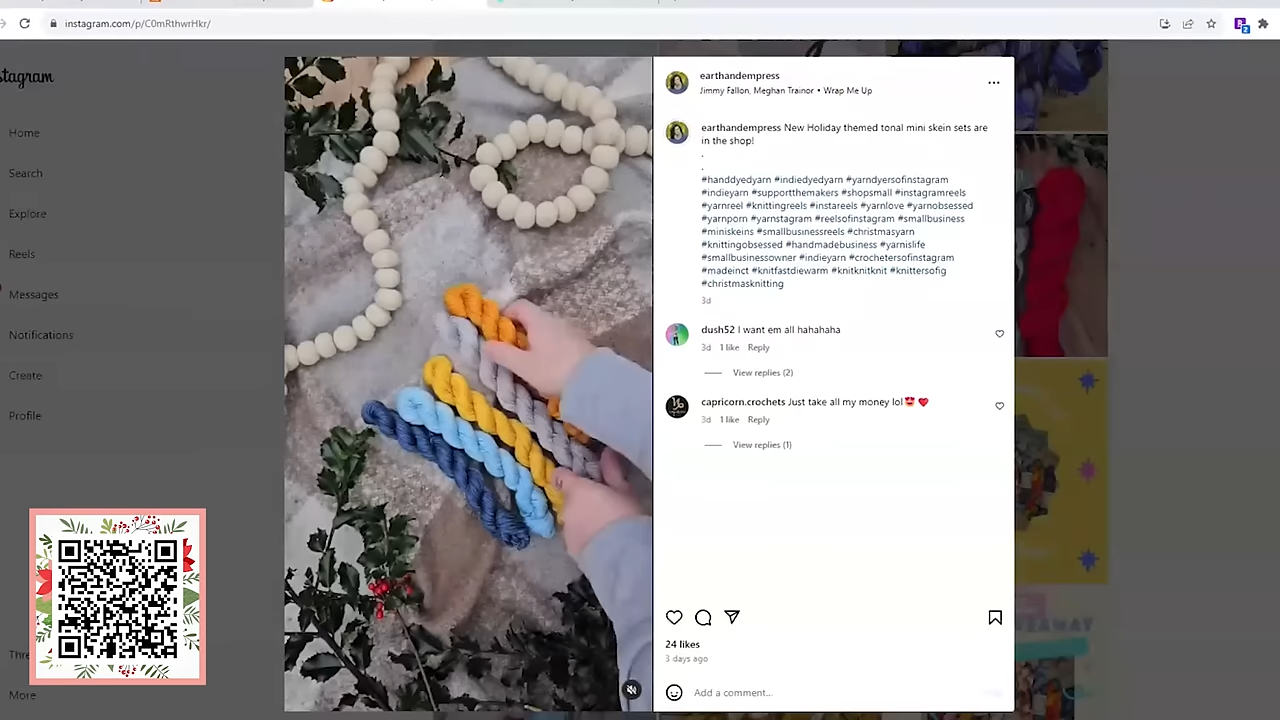 instagram.com/p/C0mRthwrHkr/
stagram
Home
Search
Explore
Reels
Messages
Notifications
Create
Profile
More
earthandempress
Jimmy Fallon, Meghan Trainor • Wrap Me Up
earthandempress New Holiday themed tonal mini skein sets are
in the shop!
.
.
#handdyedyarn #indiedyedyarn #yarndyersofinstagram
#indieyarn #supportthemakers #shopsmall #instagramreels
#yarnreel #knittingreels #instareels #yarnlove #yarnobsessed
#yarnporn #yarnstagram #reelsofinstagram #smallbusiness
#miniskeins #smallbusinessreels #christmasyarn
#knittingobsessed #handmadebusiness #yarnislife
#smallbusinessowner #indieyarn #crochetersofinstagram
#madeinct #knitfastdiewarm #knitknitknit #knittersofig
#christmasknitting
3d
dush52 I want em all hahahaha
3d 1 like Reply
View replies (2)
capricorn.crochets Just take all my money lol😍❤️
3d 1 like Reply
View replies (1)
24 likes
3 days ago
Add a comment...